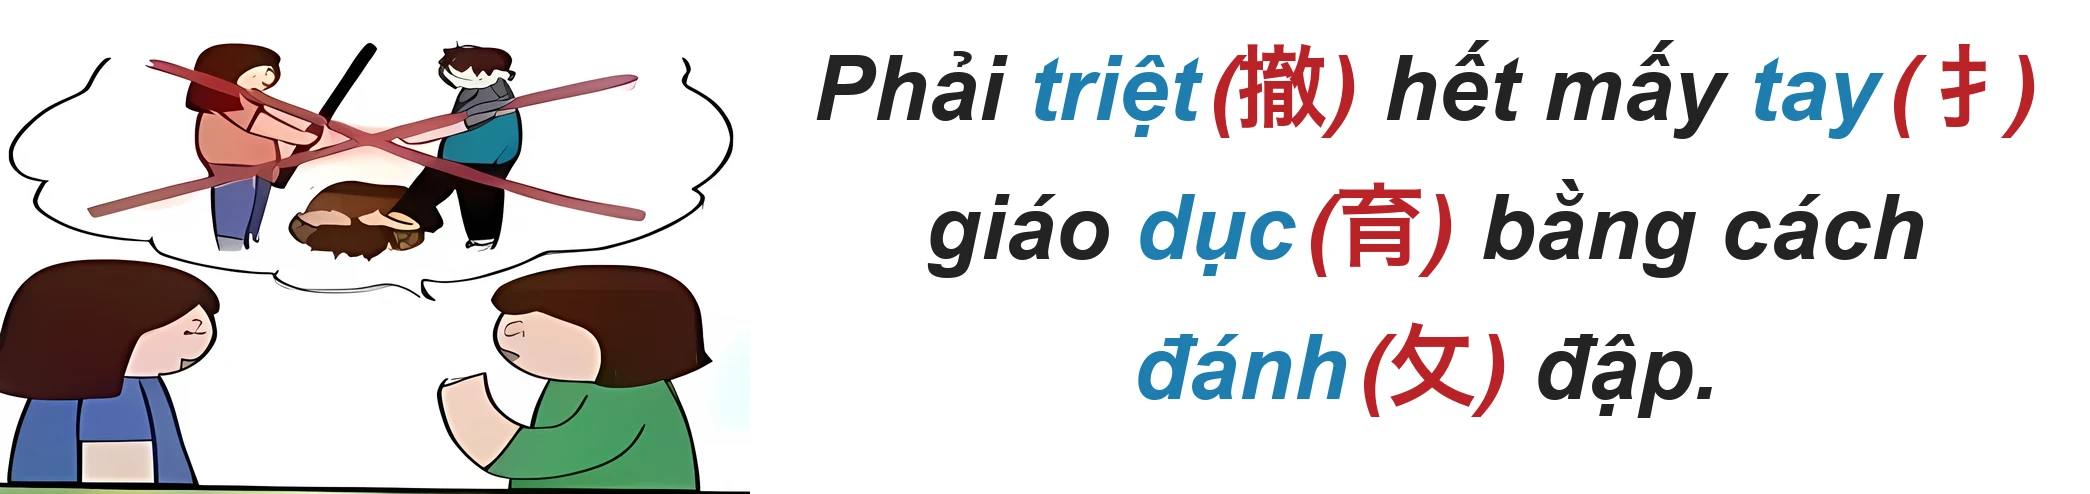 Phải triệt(撤) hết mấy tay(扌)
giáo dục(育) bằng cách
đánh(攵) đập.